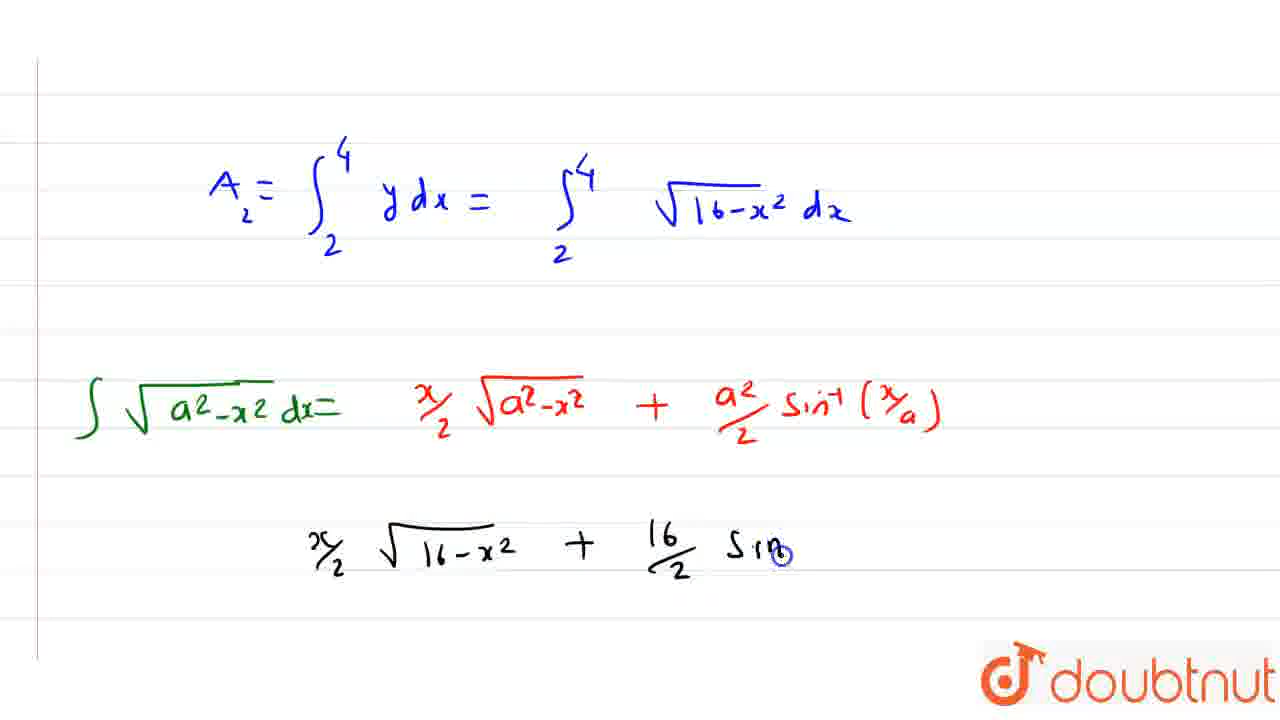 A₂ = ∫₂⁴ y dx = ∫₂⁴ √(16-x²) dx
∫ √(a²-x²) dx = x/2 √(a²-x²) + a²/2 sin⁻¹ (x/a)
x/2 √(16-x²) + 16/2 sin
doubtnut